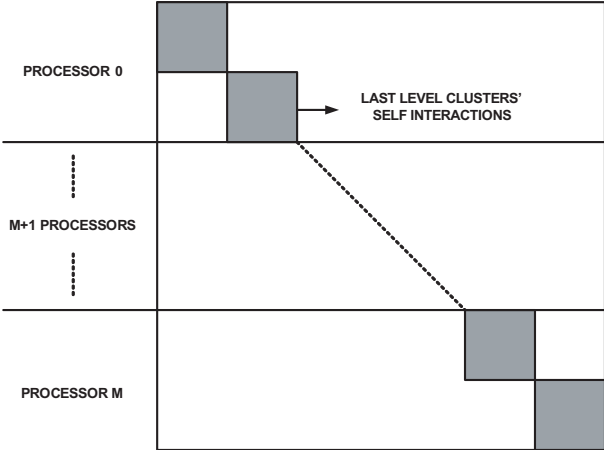 PROCESSOR 0
LAST LEVEL CLUSTERS’
SELF INTERACTIONS
M+1 PROCESSORS
PROCESSOR M